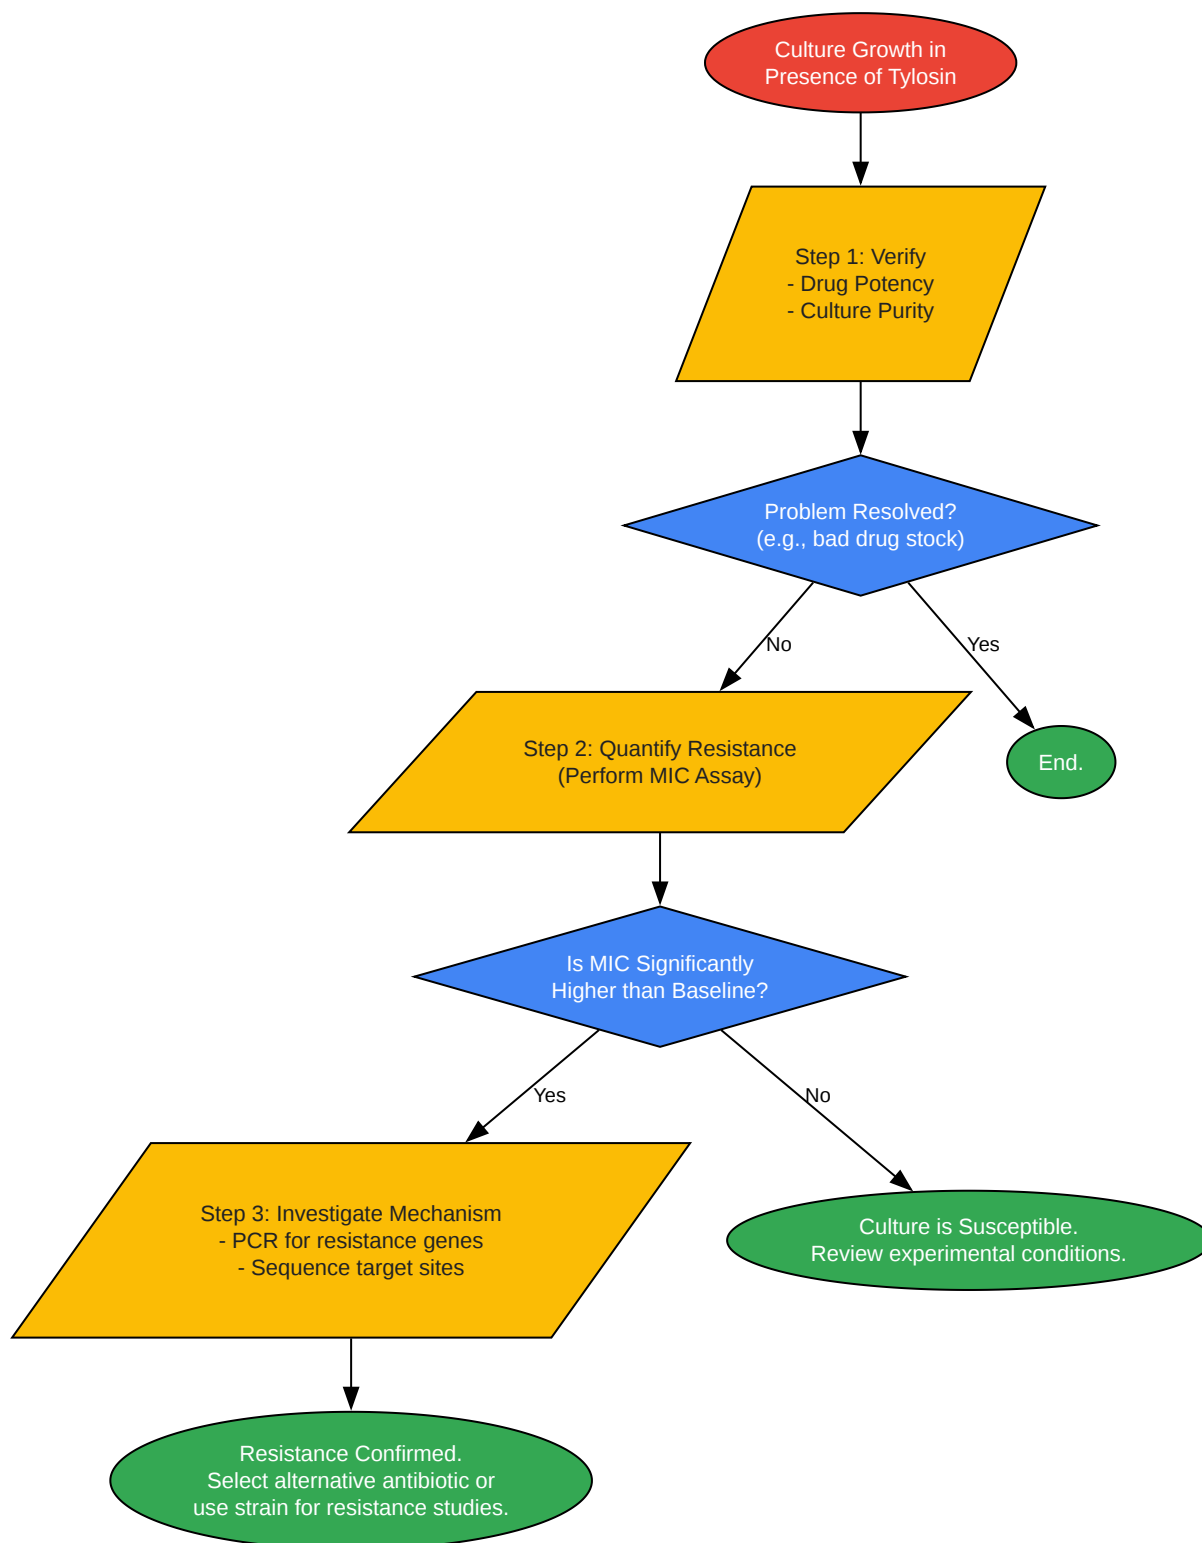 Culture Growth in
Presence of Tylosin
Step 1: Verify
- Drug Potency
- Culture Purity
Problem Resolved?
(e.g., bad drug stock)
No
Yes
Step 2: Quantify Resistance
(Perform MIC Assay)
End.
Is MIC Significantly
Higher than Baseline?
Yes
No
Step 3: Investigate Mechanism
- PCR for resistance genes
- Sequence target sites
Culture is Susceptible.
Review experimental conditions.
Resistance Confirmed.
Select alternative antibiotic or
use strain for resistance studies.